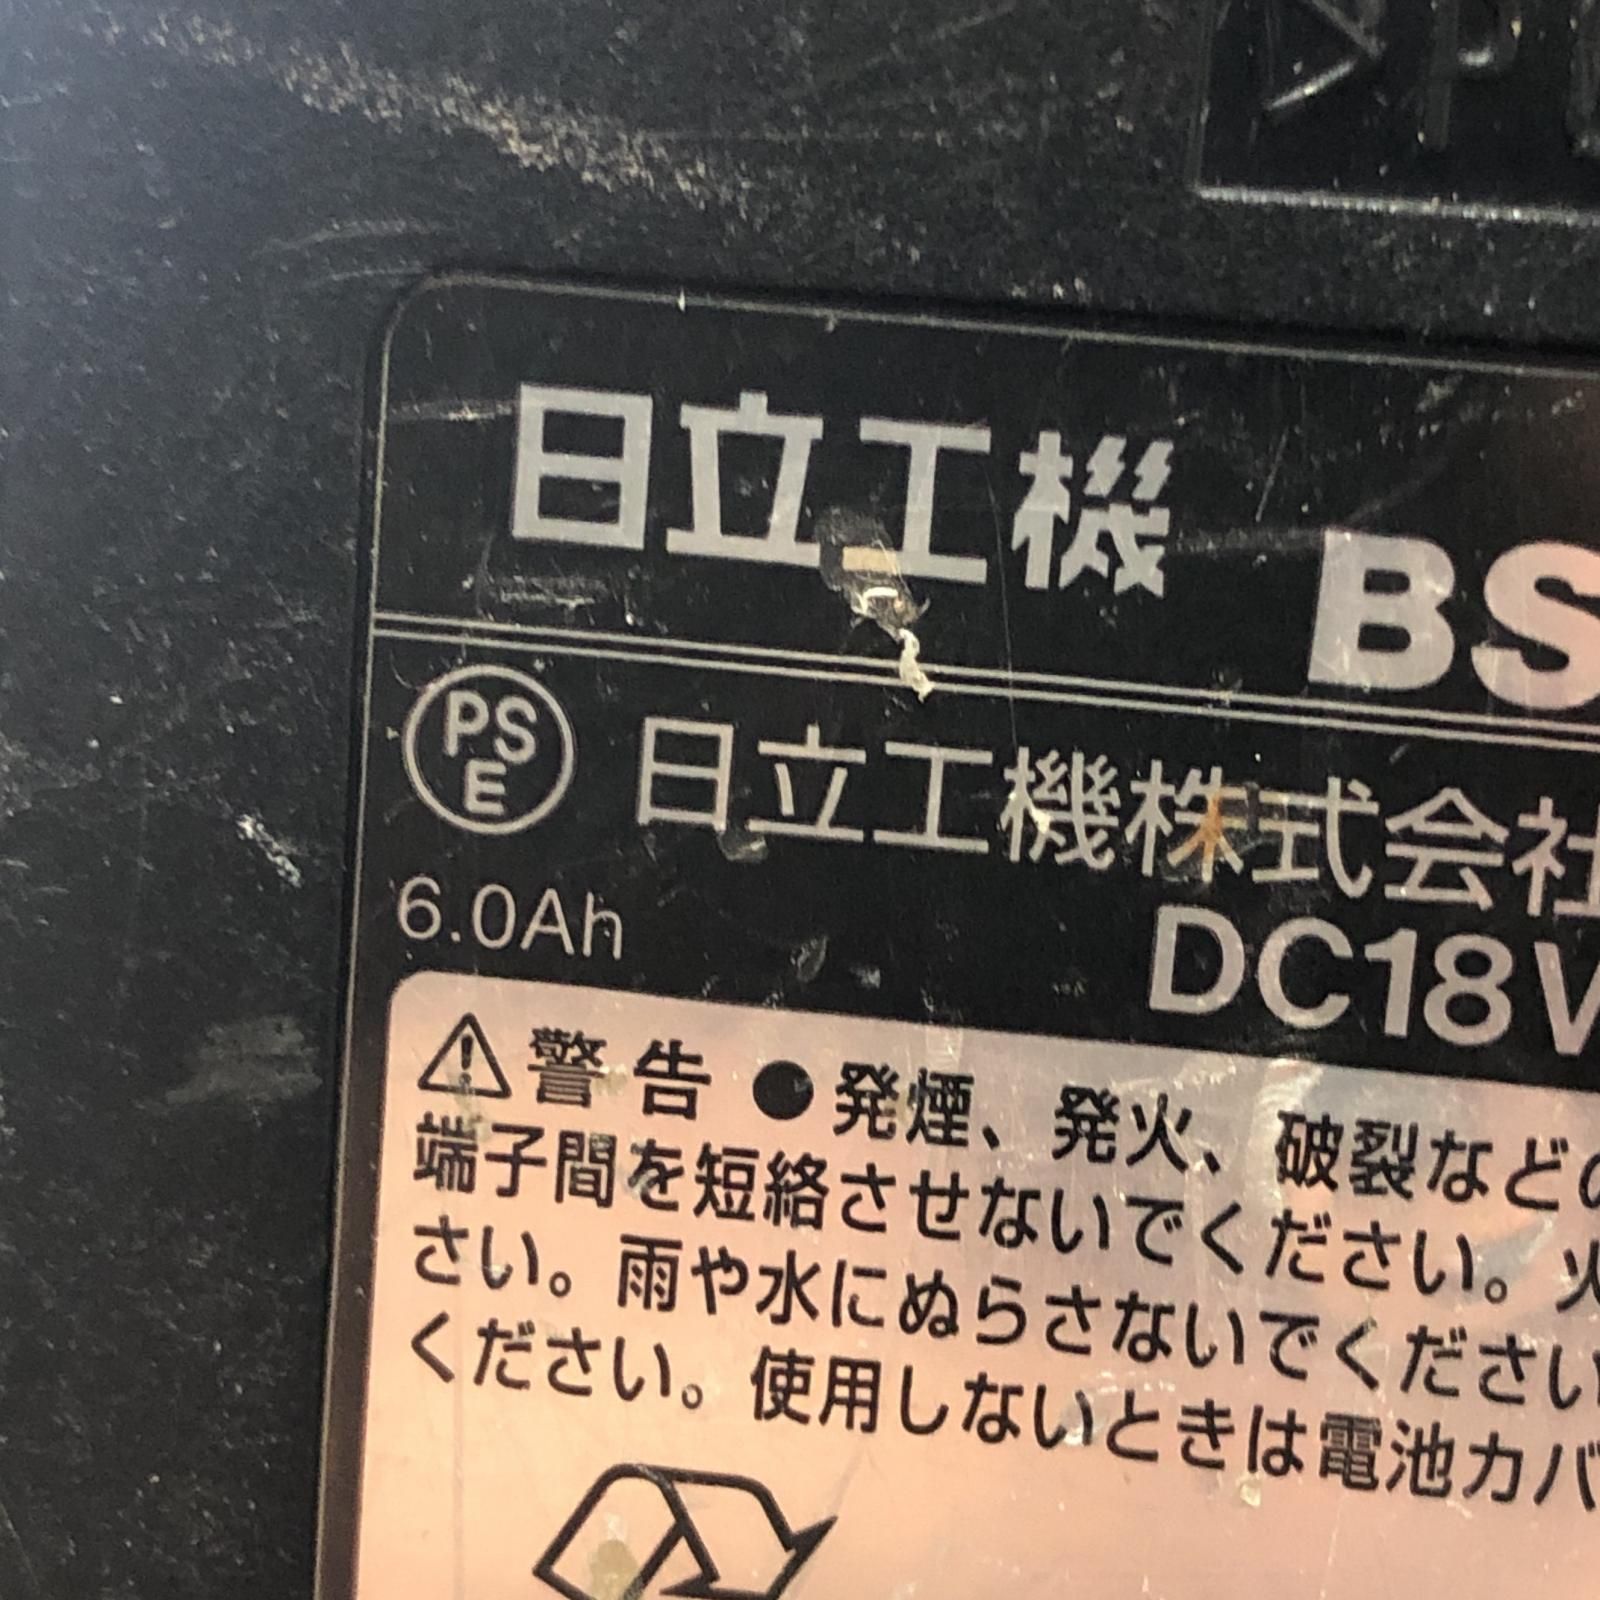 日立工機 BS
PSE 日立工機株式会社
6.0Ah DC18V
警告 ●発煙、発火、破裂などの
端子間を短絡させないでください。火
さい。雨や水にぬらさないでください
ください。使用しないときは電池カバ